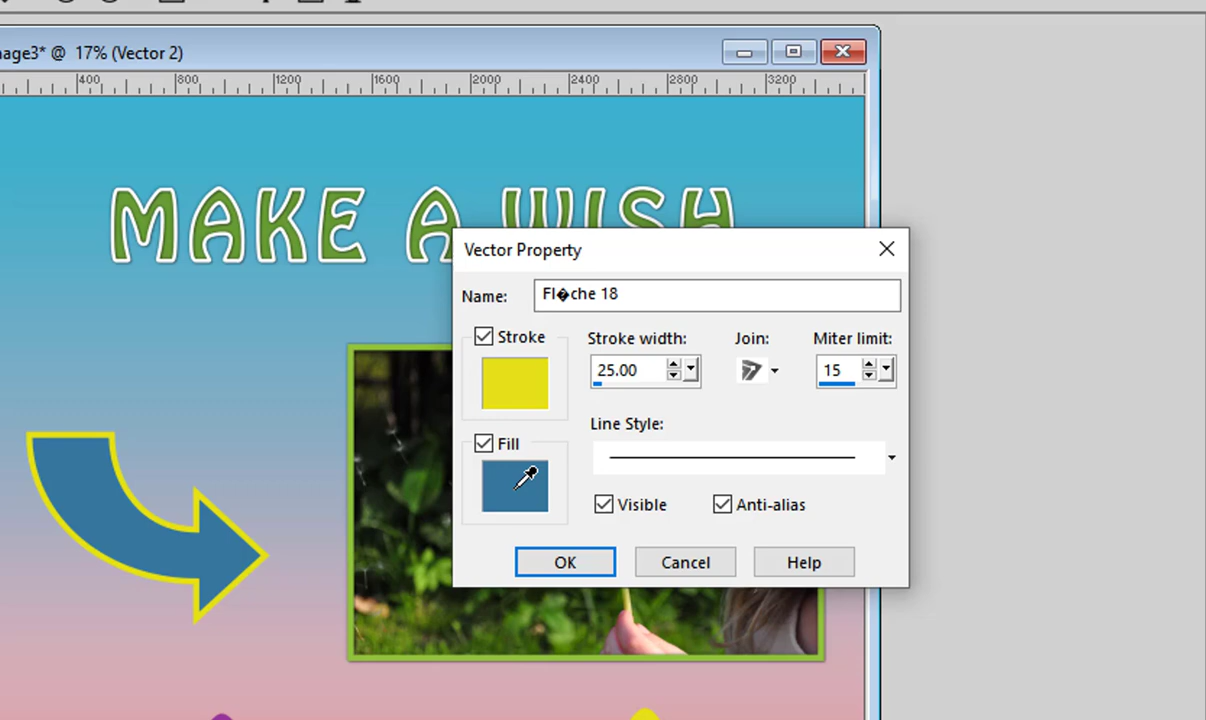 age3* @ 17% (Vector 2)
400 800 1200 1600 2000 2400 2800 3200
MAKE A WISH
Vector Property
Name: Fl�che 18
Stroke Stroke width: Join: Miter limit:
25.00 15
Line Style:
Fill
Visible Anti-alias
OK Cancel Help